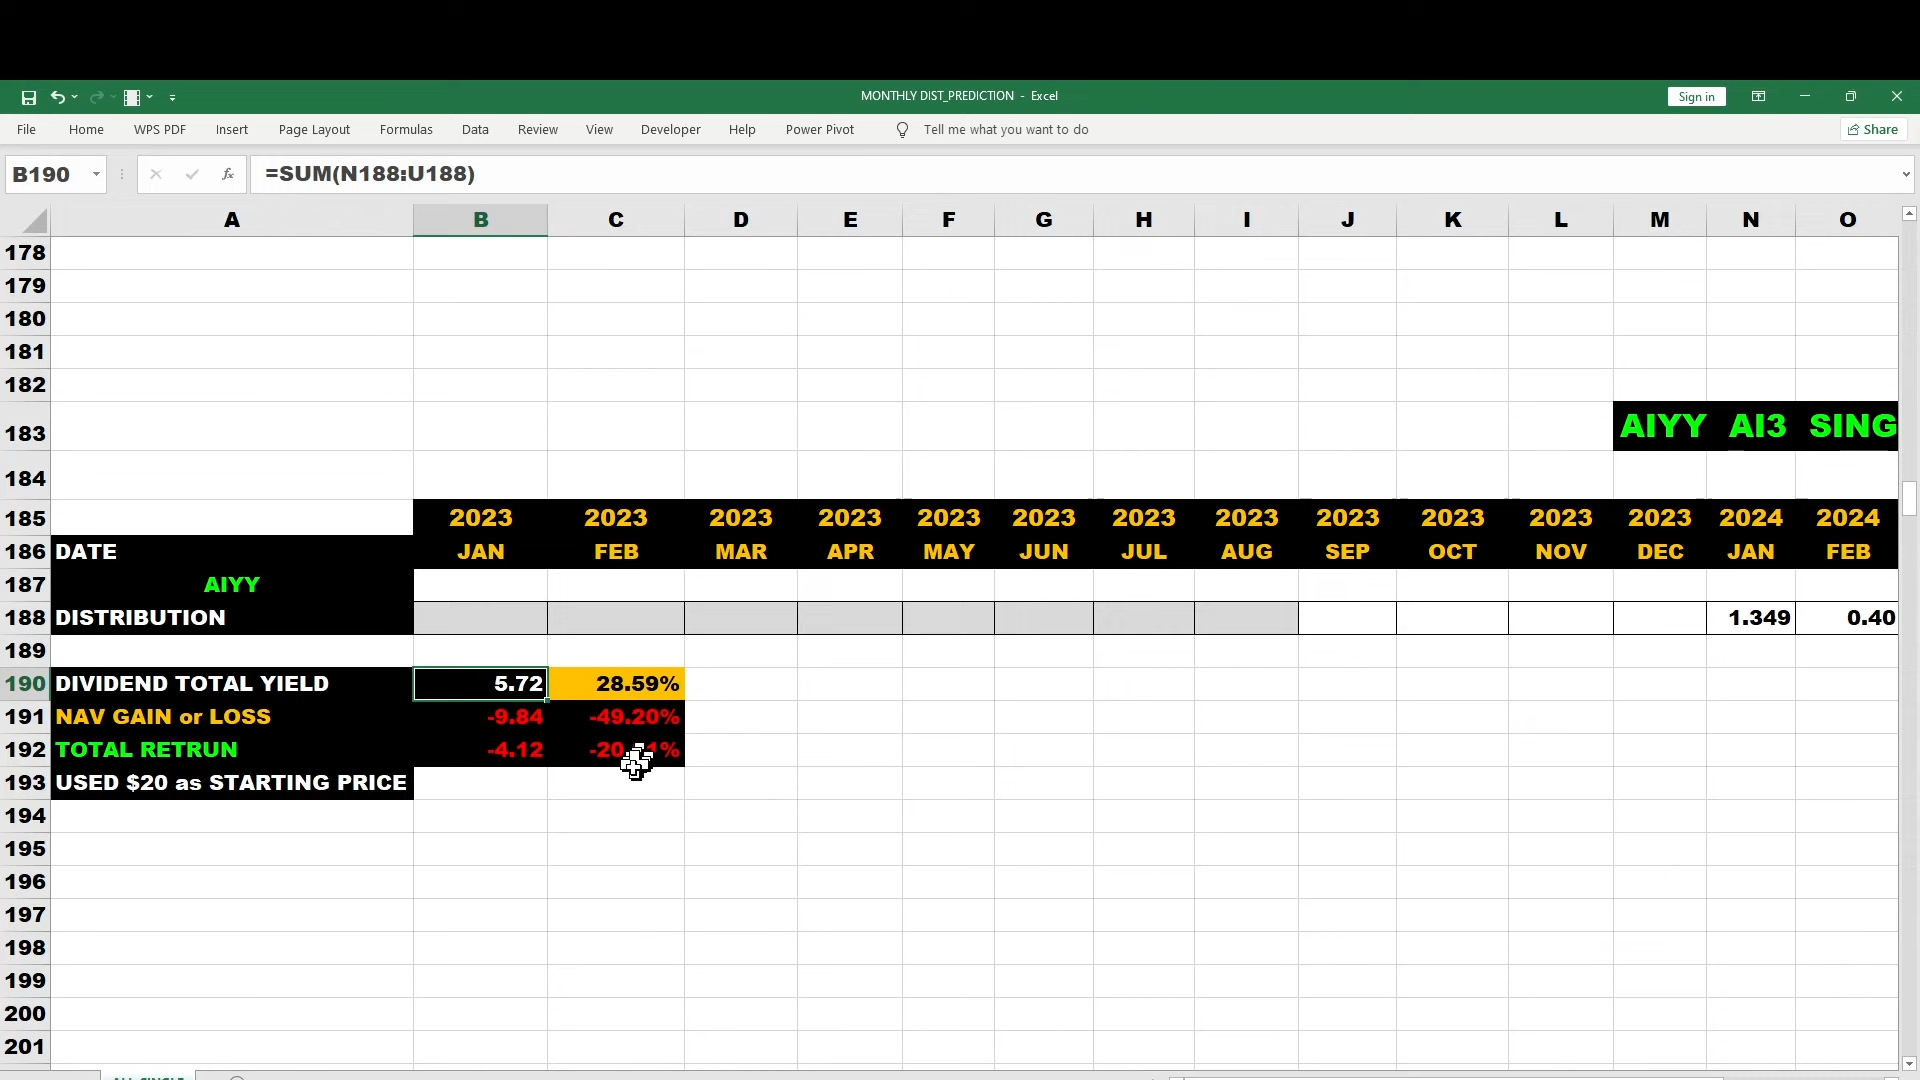 MONTHLY DIST_PREDICTION - Excel
Sign in
File Home WPS PDF Insert Page Layout Formulas Data Review View Developer Help Power Pivot Tell me what you want to do Share
B190 fx =SUM(N188:U188)
A B C D E F G H I J K L M N O
178
179
180
181
182
183 AIYY AI3 SING
184
185 2023 2023 2023 2023 2023 2023 2023 2023 2023 2023 2023 2023 2024 2024
186 DATE JAN FEB MAR APR MAY JUN JUL AUG SEP OCT NOV DEC JAN FEB
187 AIYY
188 DISTRIBUTION 1.349 0.40
189
190 DIVIDEND TOTAL YIELD 5.72 28.59%
191 NAV GAIN or LOSS -9.84 -49.20%
192 TOTAL RETRUN -4.12
193 USED $20 as STARTING PRICE
194
195
196
197
198
199
200
201